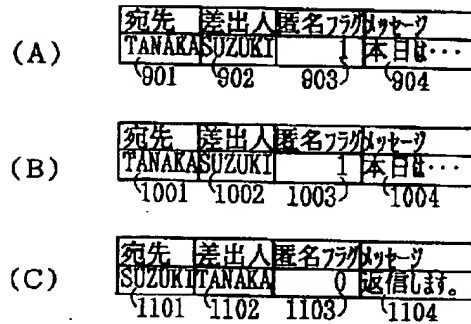 (A)
宛先 差出人 匿名フラグ メッセージ
TANAKA SUZUKI 1 本日は・・・
901 902 903 904
(B)
宛先 差出人 匿名フラグ メッセージ
TANAKA SUZUKI 1 本日は・・・
1001 1002 1003 1004
(C)
宛先 差出人 匿名フラグ メッセージ
SUZUKI TANAKA 0 返信します。
1101 1102 1103 1104